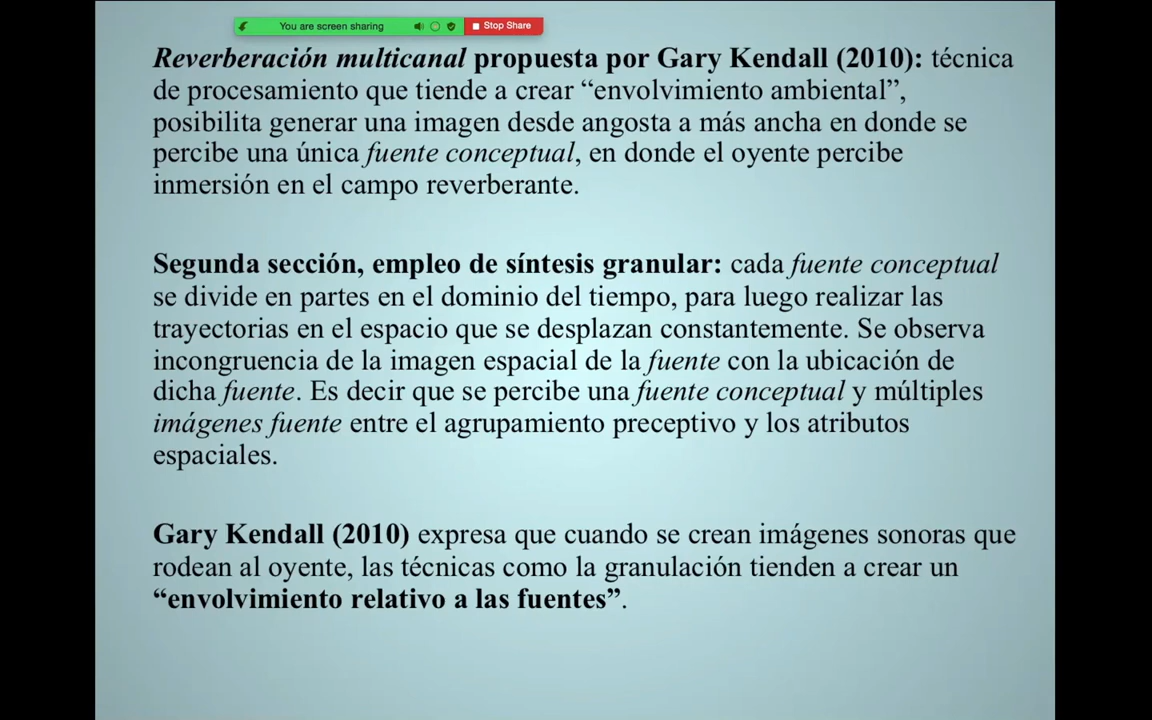 You are screen sharing
Stop Share
Reverberación multicanal propuesta por Gary Kendall (2010): técnica
de procesamiento que tiende a crear “envolvimiento ambiental”,
posibilita generar una imagen desde angosta a más ancha en donde se
percibe una única fuente conceptual, en donde el oyente percibe
inmersión en el campo reverberante.
Segunda sección, empleo de síntesis granular: cada fuente conceptual
se divide en partes en el dominio del tiempo, para luego realizar las
trayectorias en el espacio que se desplazan constantemente. Se observa
incongruencia de la imagen espacial de la fuente con la ubicación de
dicha fuente. Es decir que se percibe una fuente conceptual y múltiples
imágenes fuente entre el agrupamiento preceptivo y los atributos
espaciales.
Gary Kendall (2010) expresa que cuando se crean imágenes sonoras que
rodean al oyente, las técnicas como la granulación tienden a crear un
“envolvimiento relativo a las fuentes”.